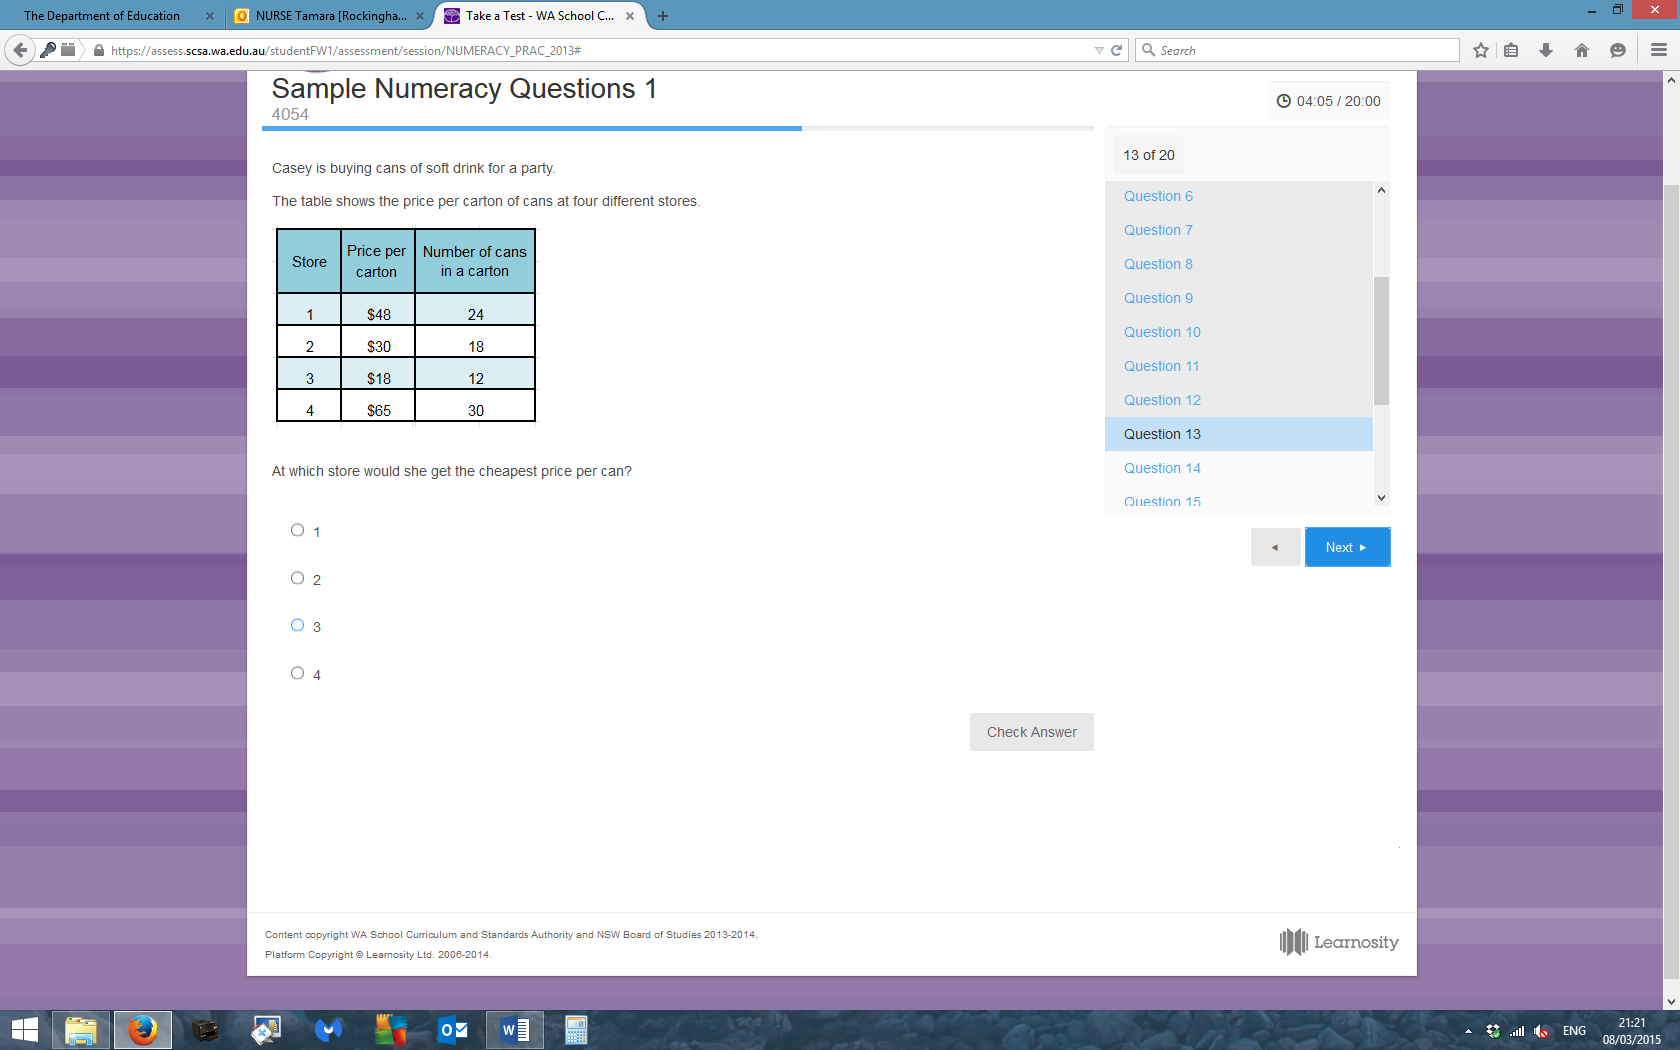 The Department of Education
NURSE Tamara [Rockingha...
Take a Test - WA School C...
https://assess.scsa.wa.edu.au/studentFW1/assessment/session/NUMERACY_PRAC_2013#
Search
Sample Numeracy Questions 1
4054
04:05 / 20:00
13 of 20
Casey is buying cans of soft drink for a party.
The table shows the price per carton of cans at four different stores.
Store Price per carton Number of cans in a carton
1 $48 24
2 $30 18
3 $18 12
4 $65 30
At which store would she get the cheapest price per can?
1
2
3
4
Check Answer
Question 6
Question 7
Question 8
Question 9
Question 10
Question 11
Question 12
Question 13
Question 14
Question 15
Next
Content copyright WA School Curriculum and Standards Authority and NSW Board of Studies 2013-2014.
Platform Copyright © Learnosity Ltd. 2006-2014.
Learnosity
ENG
21:21
08/03/2015